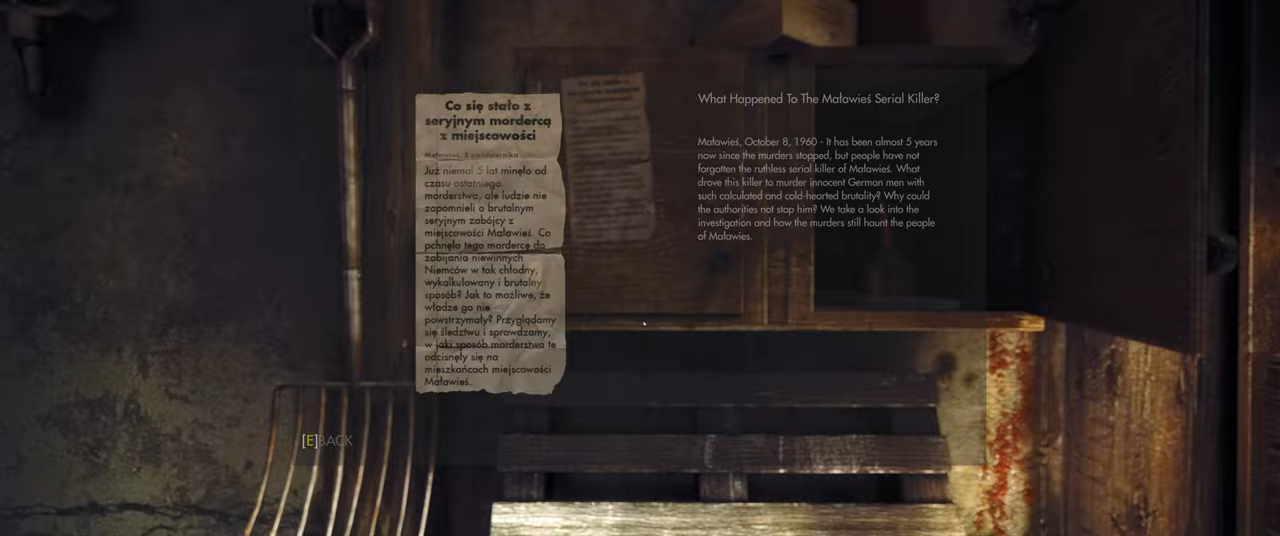 Co się stało z
seryjnym mordercą
z miejscowości
Małowieś, 8 października
Już niemal 5 lat minęło od
czasu ostatniego
morderstwa, ale ludzie nie
zapomnieli o brutalnym
seryjnym zabójcy z
miejscowości Maławieś. Co
pchnęło tego mordercę do
zabijania niewinnych
Niemców w tak chłodny,
wykalkulowany i brutalny
sposób? Jak to możliwe, że
władze go nie
powstrzymały? Przyglądamy
się śledztwu i sprawdzamy,
w jaki sposób morderstwa te
odcisnęły się na
mieszkańcach miejscowości
Maławieś.
What Happened To The Maławieś Serial Killer?
Maławieś, October 8, 1960 - It has been almost 5 years
now since the murders stopped, but people have not
forgotten the ruthless serial killer of Maławieś. What
drove this killer to murder innocent German men with
such calculated and cold-hearted brutality? Why could
the authorities not stop him? We take a look into the
investigation and how the murders still haunt the people
of Maławies.
[E]BACK